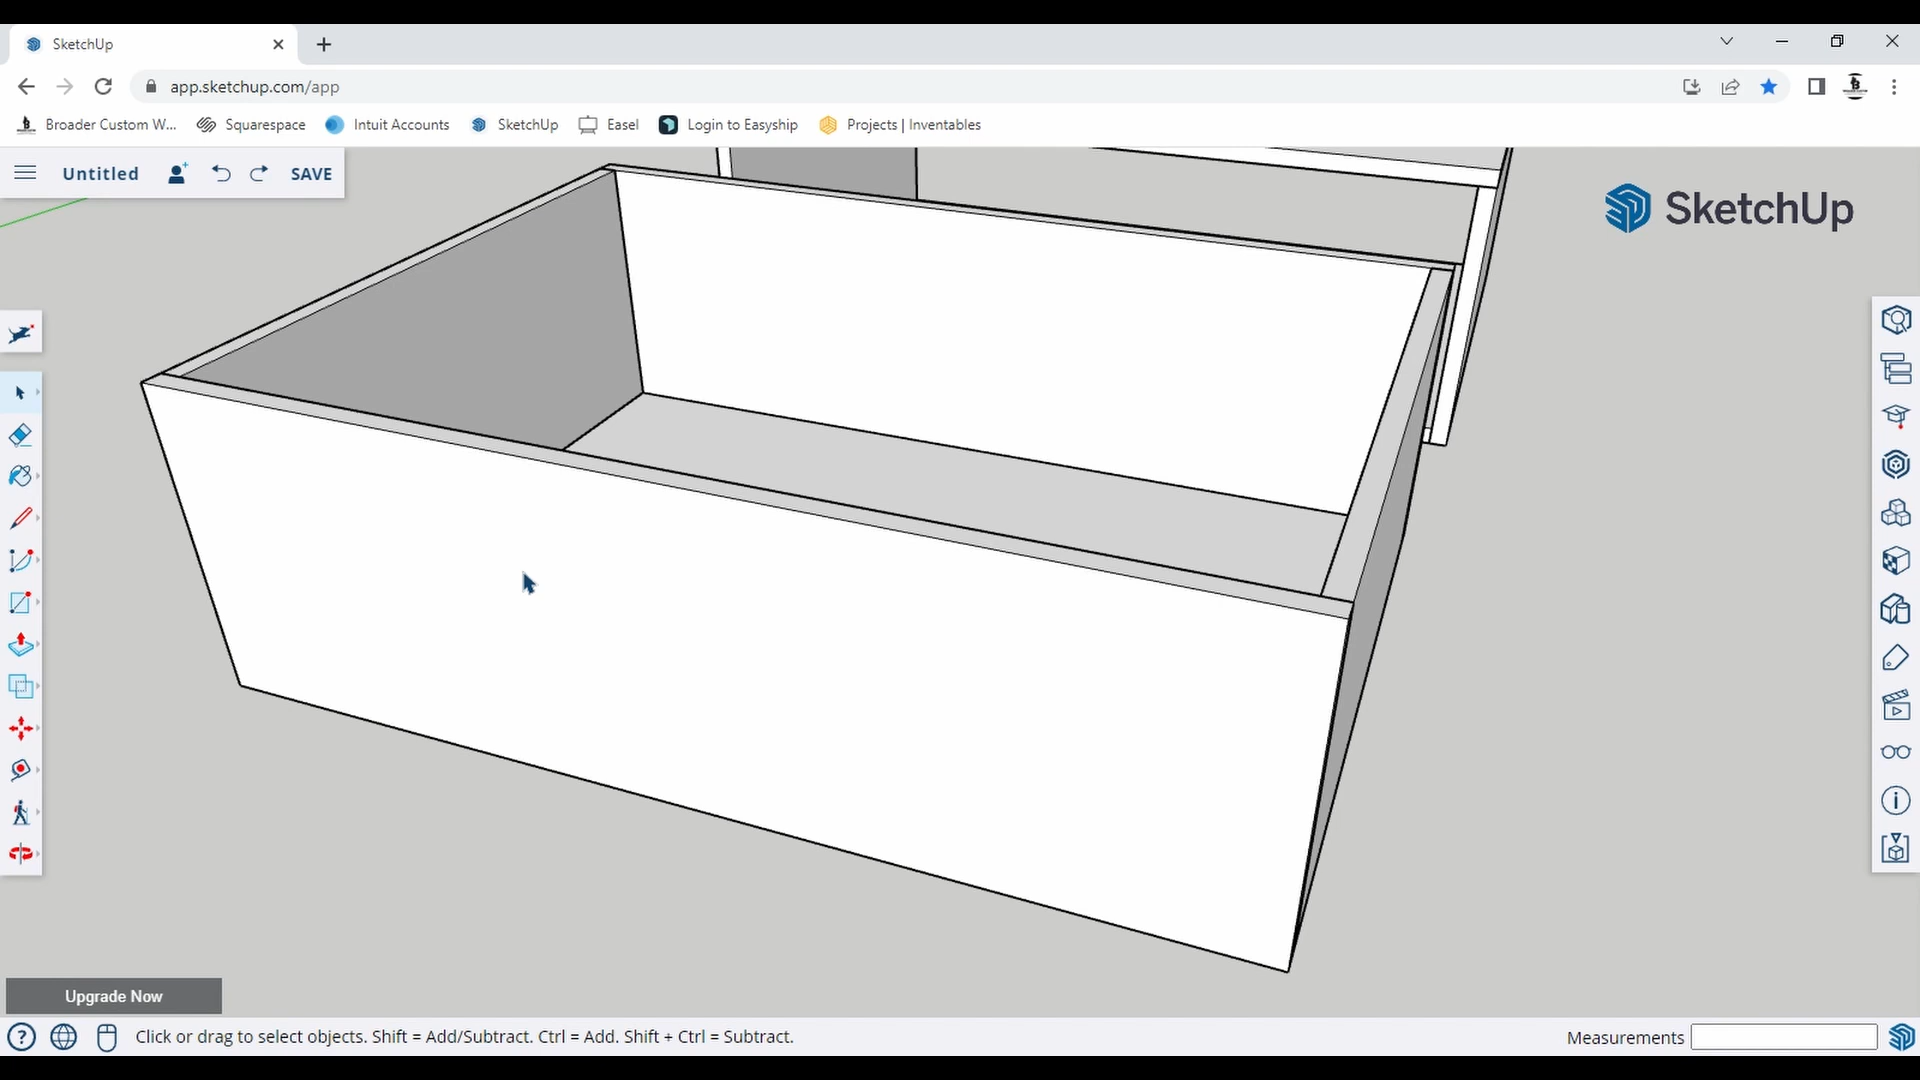 SketchUp
app.sketchup.com/app
Broader Custom W... Squarespace Intuit Accounts SketchUp Easel Login to Easyship Projects | Inventables
Untitled SAVE
SketchUp
Upgrade Now
Click or drag to select objects. Shift = Add/Subtract. Ctrl = Add. Shift + Ctrl = Subtract.
Measurements